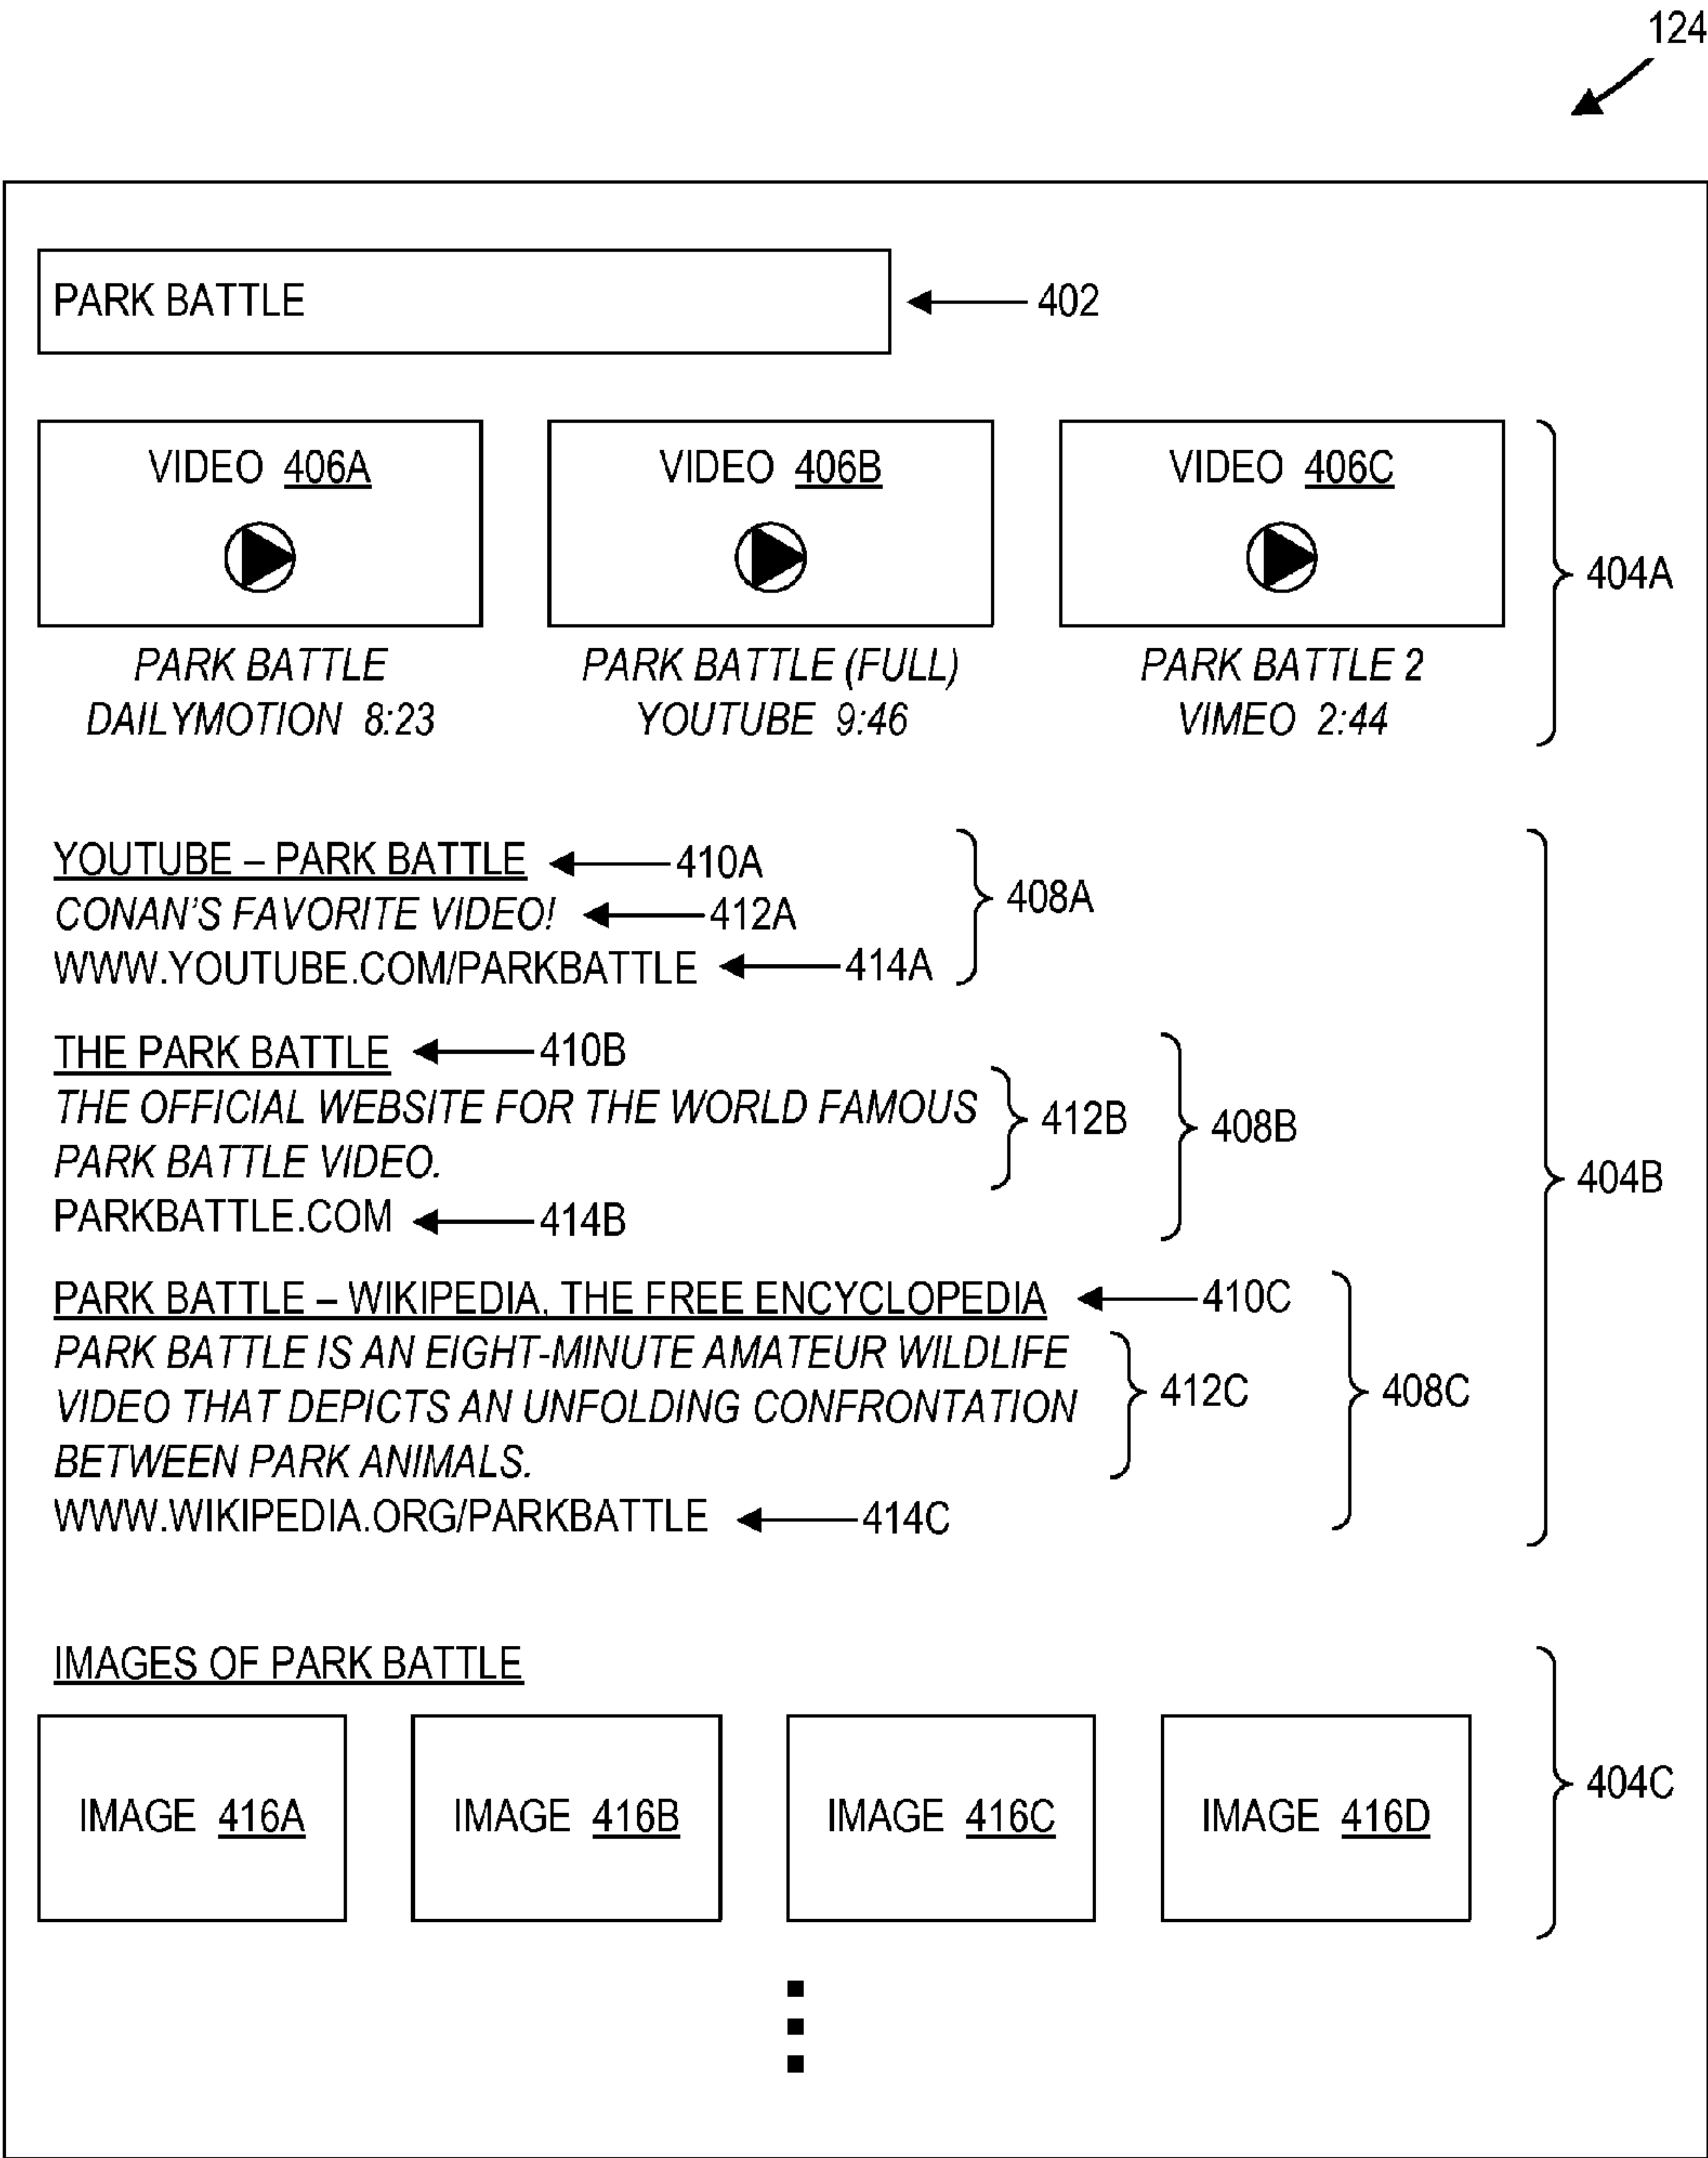 124
PARK BATTLE
402
VIDEO 406A
VIDEO 406B
VIDEO 406C
404A
PARK BATTLE
DAILYMOTION 8:23
PARK BATTLE (FULL)
YOUTUBE 9:46
PARK BATTLE 2
VIMEO 2:44
YOUTUBE – PARK BATTLE 410A
CONAN'S FAVORITE VIDEO! 412A
408A
WWW.YOUTUBE.COM/PARKBATTLE 414A
THE PARK BATTLE 410B
THE OFFICIAL WEBSITE FOR THE WORLD FAMOUS
PARK BATTLE VIDEO.
412B
408B
404B
PARKBATTLE.COM 414B
PARK BATTLE – WIKIPEDIA, THE FREE ENCYCLOPEDIA 410C
PARK BATTLE IS AN EIGHT-MINUTE AMATEUR WILDLIFE
VIDEO THAT DEPICTS AN UNFOLDING CONFRONTATION
BETWEEN PARK ANIMALS.
412C
408C
WWW.WIKIPEDIA.ORG/PARKBATTLE 414C
IMAGES OF PARK BATTLE
IMAGE 416A
IMAGE 416B
IMAGE 416C
IMAGE 416D
404C